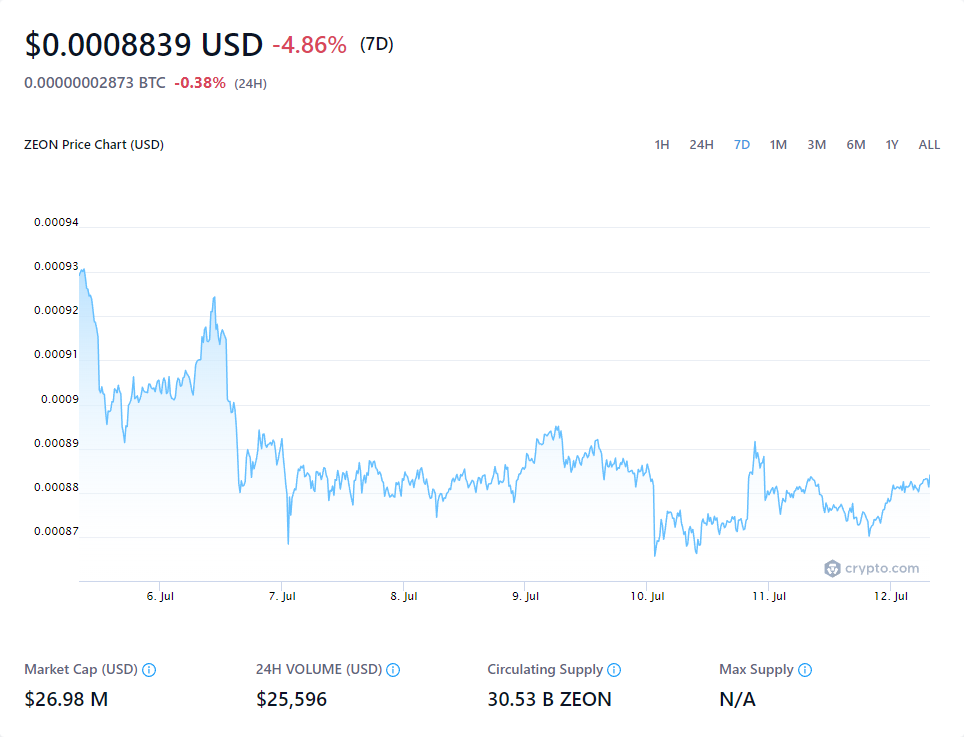 $0.0008839 USD -4.86% (7D)
0.00000002873 BTC -0.38% (24H)
ZEON Price Chart (USD) 1H 24H 7D 1M 3M 6M 1Y ALL
0.00094
0.00093
0.00092
0.00091
0.0009
0.00089
0.00088
0.00087
crypto.com
6. Jul 7. Jul 8. Jul 9. Jul 10. Jul 11. Jul 12. Jul
Market Cap (USD) 24H VOLUME (USD) Circulating Supply Max Supply
$26.98 M $25,596 30.53 B ZEON N/A